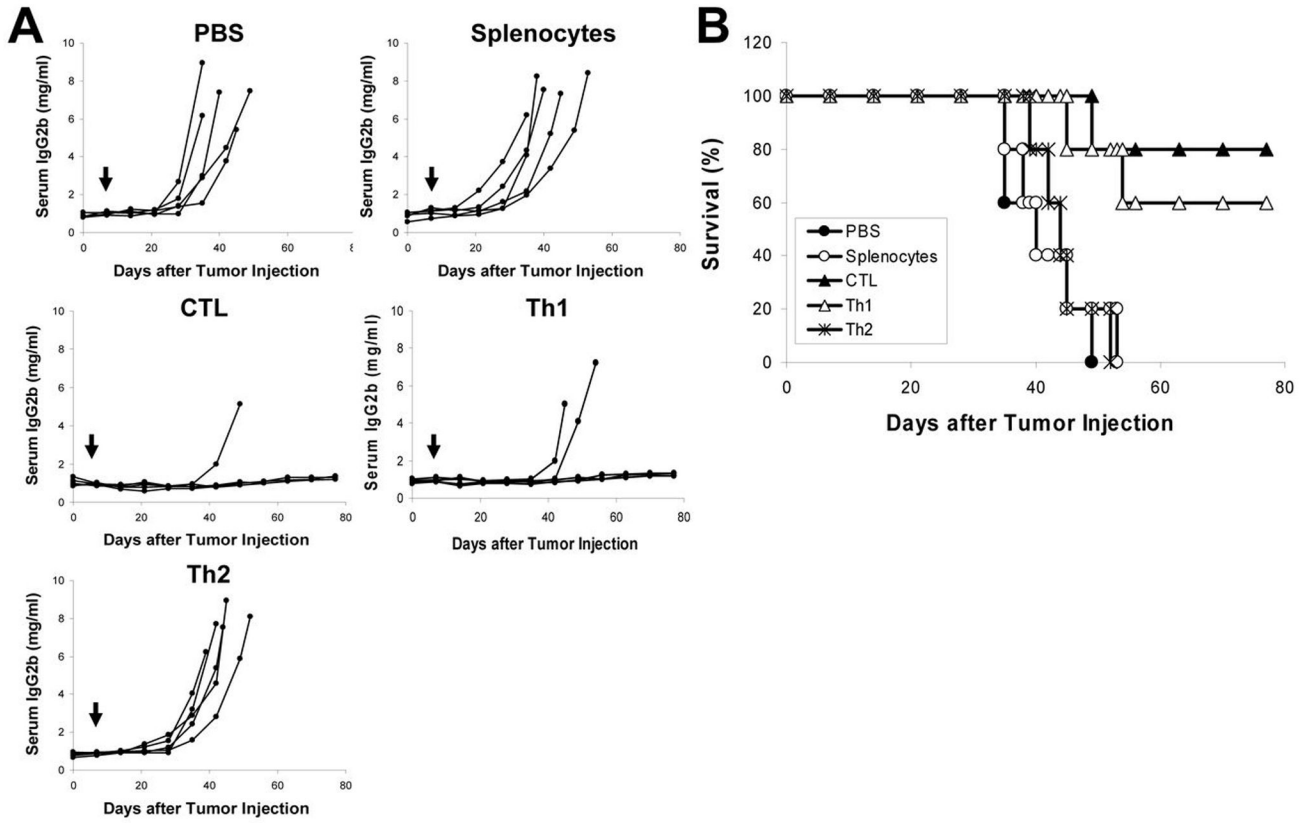 A
PBS
Serum IgG2b (mg/ml)
10
8
6
4
2
0
0 20 40 60 8
Days after Tumor Injection
Splenocytes
Serum IgG2b (mg/ml)
10
8
6
4
2
0
0 20 40 60 80
Days after Tumor Injection
CTL
Serum IgG2b (mg/ml)
10
8
6
4
2
0
0 20 40 60 80
Days after Tumor Injection
Th1
Serum IgG2b (mg/ml)
10
8
6
4
2
0
0 20 40 60 80
Days after Tumor Injection
Th2
Serum IgG2b (mg/ml)
10
8
6
4
2
0
0 20 40 60 80
Days after Tumor Injection
B
Survival (%)
120
100
80
60
40
20
0
0 20 40 60 80
Days after Tumor Injection
PBS
Splenocytes
CTL
Th1
Th2